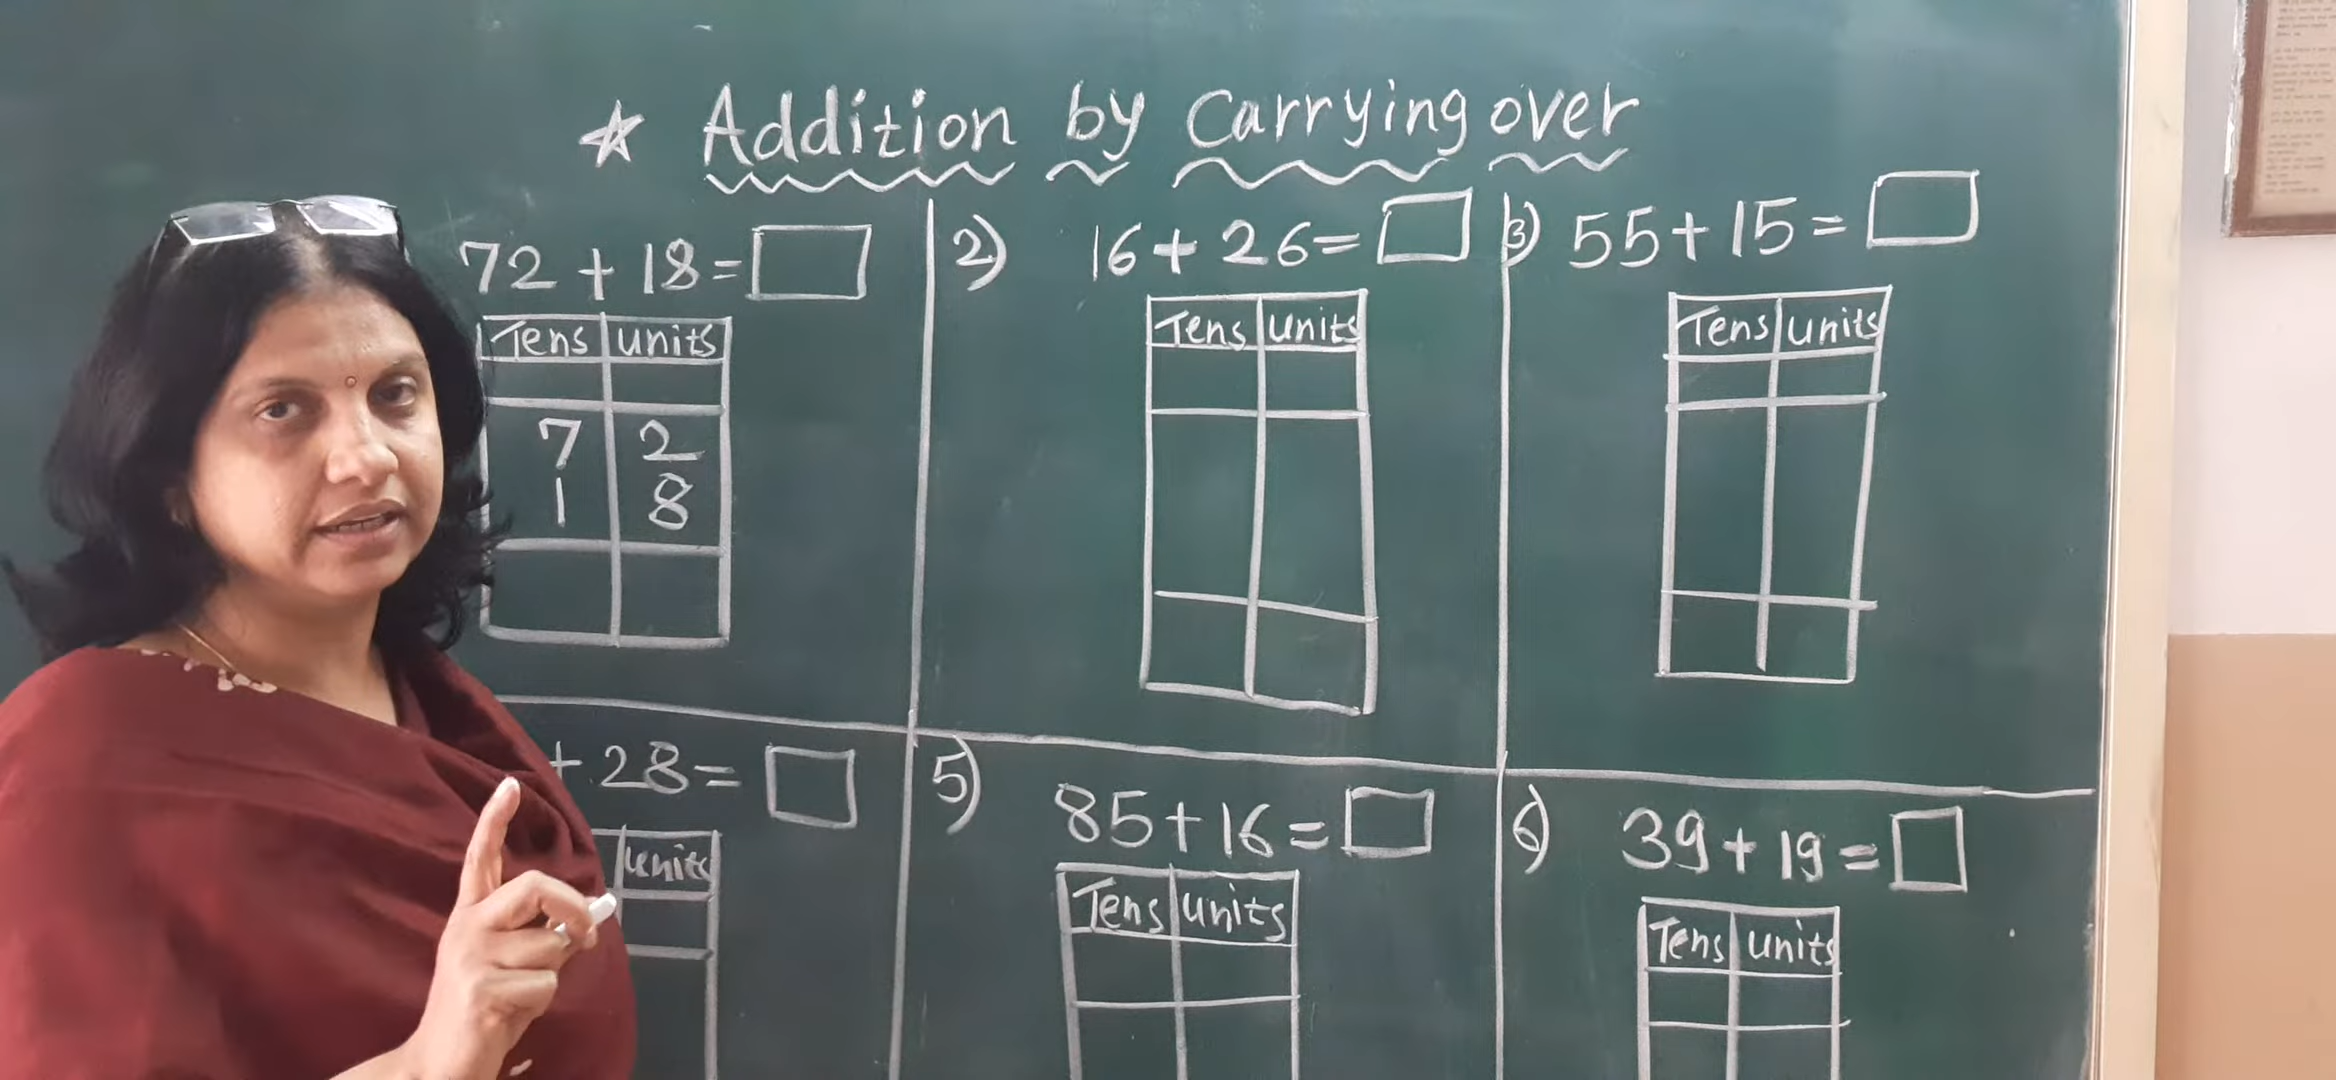 ☆ Addition by Carrying over
72 + 18 =
Tens units
7 2
1 8
2) 16 + 26 =
Tens units
3) 55 + 15 =
Tens units
+ 28 =
units
5) 85 + 16 =
Tens units
6) 39 + 19 =
Tens units